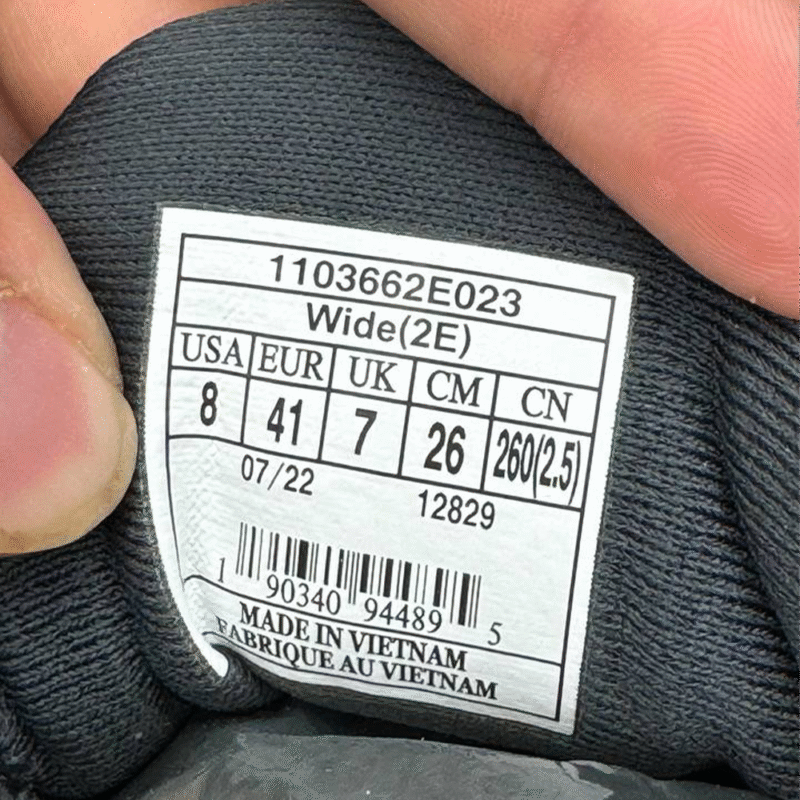 1103662E023
Wide(2E)
USA EUR UK CM CN
8 41 7 26 260(2.5)
07/22 12829
1 90340 94489 5
MADE IN VIETNAM
FABRIQUE AU VIETNAM